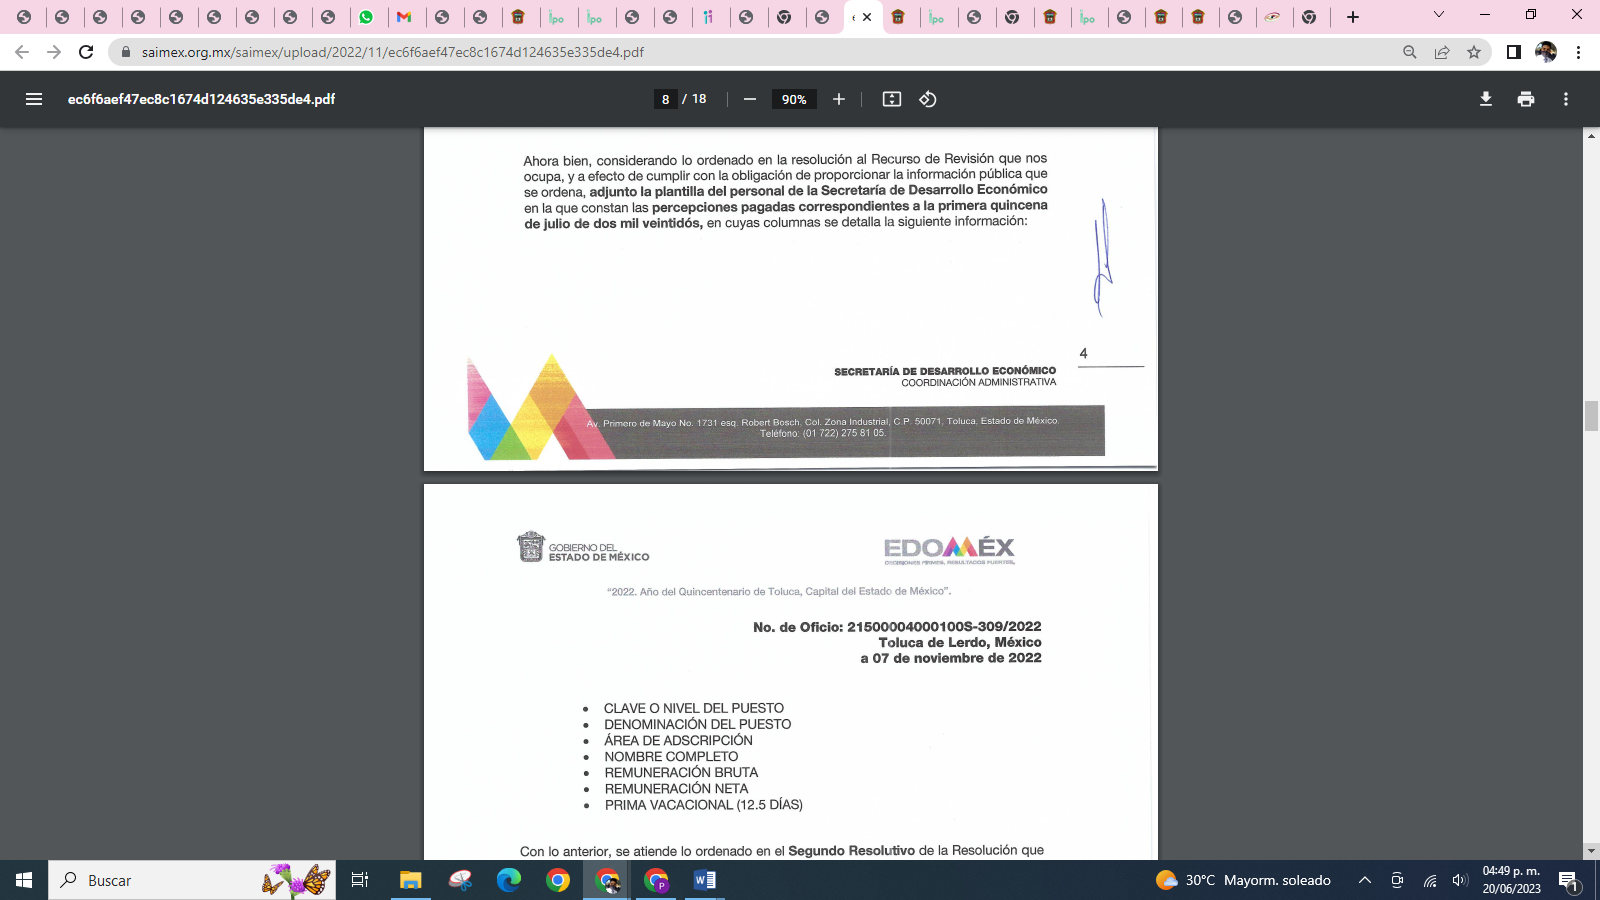 saimex.org.mx/saimex/upload/2022/11/ec6f6aef47ec8c1674d124635e335de4.pdf
ec6f6aef47ec8c1674d124635e335de4.pdf
8 / 18
90%
Ahora bien, considerando lo ordenado en la resolución al Recurso de Revisión que nos
ocupa, y a efecto de cumplir con la obligación de proporcionar la información pública que
se ordena, adjunto la plantilla del personal de la Secretaría de Desarrollo Económico
en la que constan las percepciones pagadas correspondientes a la primera quincena
de julio de dos mil veintidós, en cuyas columnas se detalla la siguiente información:
4
SECRETARÍA DE DESARROLLO ECONÓMICO
COORDINACIÓN ADMINISTRATIVA
Av. Primero de Mayo No. 1731 esq. Robert Bosch. Col. Zona Industrial, C.P. 50071, Toluca, Estado de México.
Teléfono: (01 722) 275 81 05.
GOBIERNO DEL
ESTADO DE MÉXICO
EDOMÉX
DECISIONES FIRMES, RESULTADOS FUERTES.
“2022. Año del Quincentenario de Toluca, Capital del Estado de México”.
No. de Oficio: 21500004000100S-309/2022
Toluca de Lerdo, México
a 07 de noviembre de 2022
• CLAVE O NIVEL DEL PUESTO
• DENOMINACIÓN DEL PUESTO
• ÁREA DE ADSCRIPCIÓN
• NOMBRE COMPLETO
• REMUNERACIÓN BRUTA
• REMUNERACIÓN NETA
• PRIMA VACACIONAL (12.5 DÍAS)
Con lo anterior, se atiende lo ordenado en el Segundo Resolutivo de la Resolución que
Buscar
30°C Mayorm. soleado
04:49 p. m.
20/06/2023
1